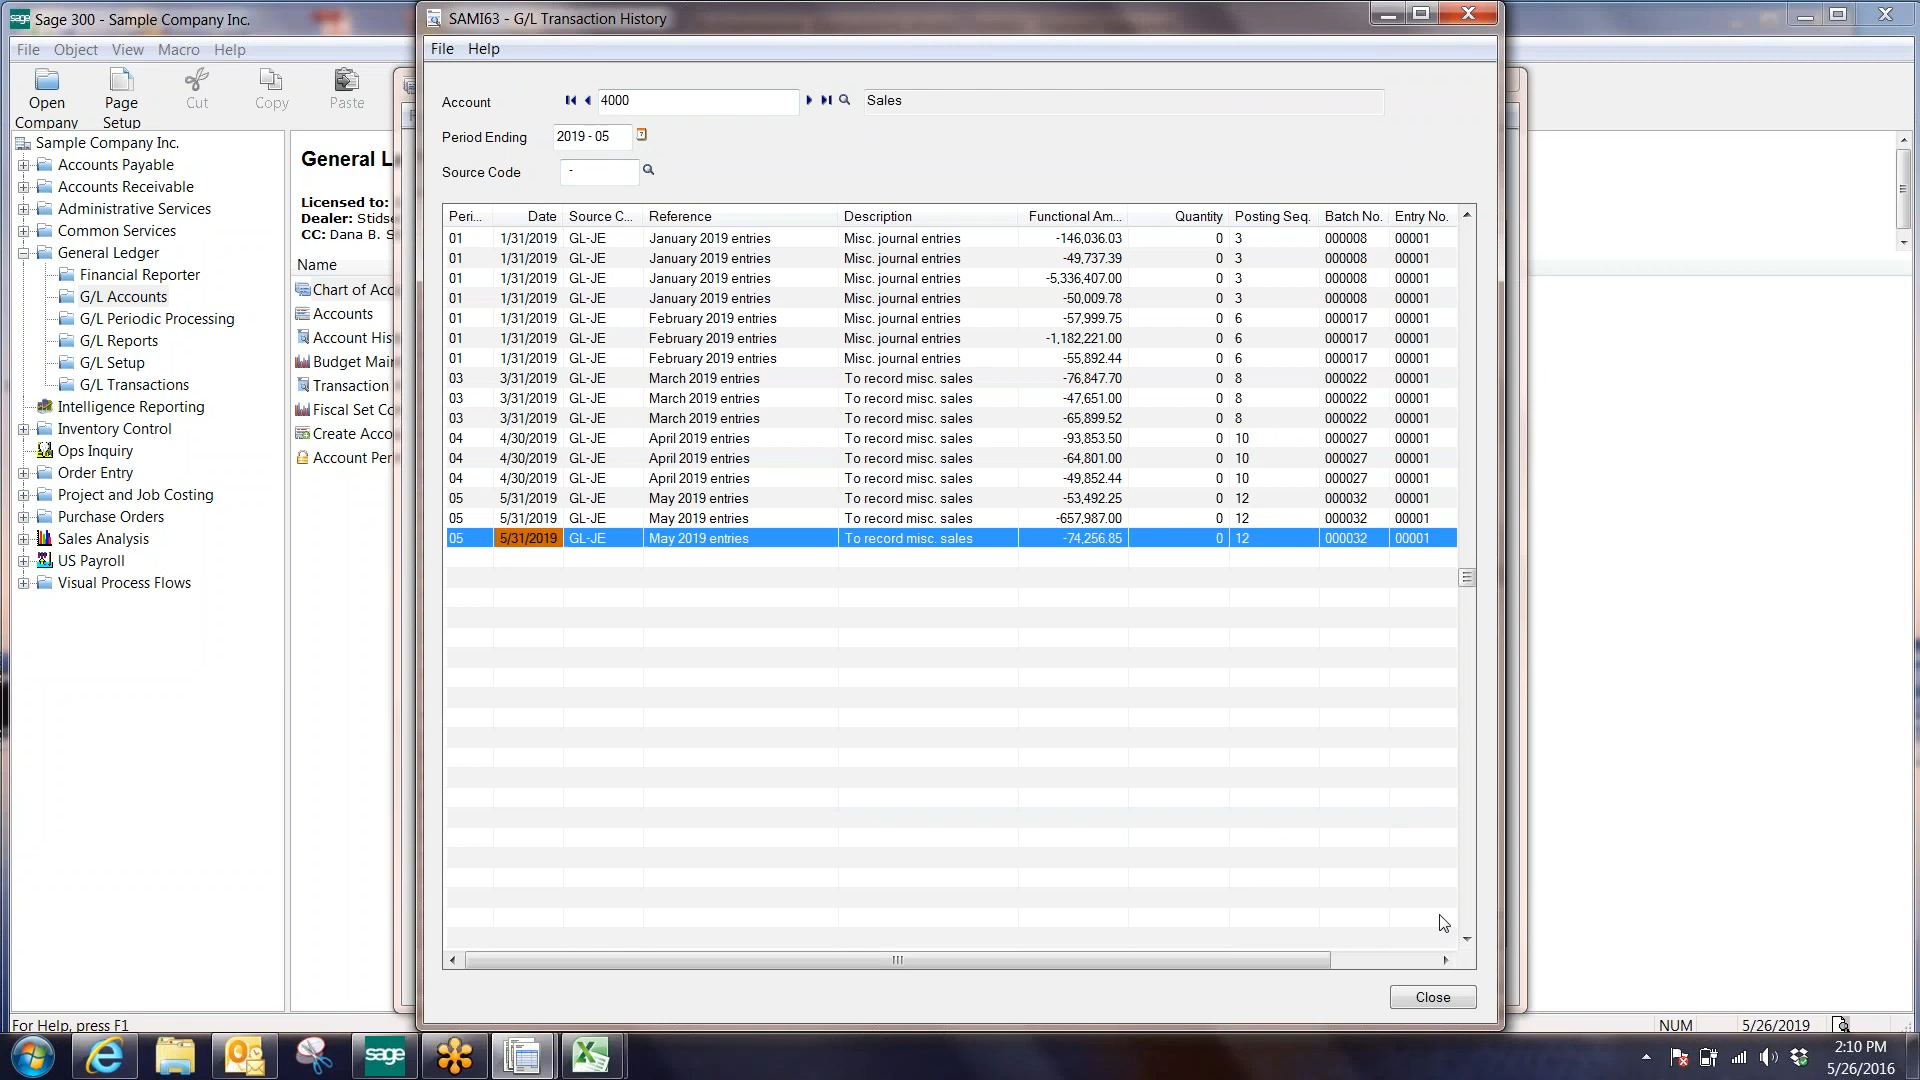 Sage 300 - Sample Company Inc.
File Object View Macro Help
Open Company
Page Setup
Cut
Copy
Paste
Sample Company Inc.
Accounts Payable
Accounts Receivable
Administrative Services
Common Services
General Ledger
Financial Reporter
G/L Accounts
G/L Periodic Processing
G/L Reports
G/L Setup
G/L Transactions
Intelligence Reporting
Inventory Control
Ops Inquiry
Order Entry
Project and Job Costing
Purchase Orders
Sales Analysis
US Payroll
Visual Process Flows
General L
Licensed to:
Dealer: Stids
CC: Dana B. S
Name
Chart of Acc
Accounts
Account His
Budget Main
Transaction
Fiscal Set Co
Create Acco
Account Per
SAMI63 - G/L Transaction History
File Help
Account 4000 Sales
Period Ending 2019 - 05
Source Code -
Peri... Date Source C... Reference Description Functional Am... Quantity Posting Seq. Batch No. Entry No.
01 1/31/2019 GL-JE January 2019 entries Misc. journal entries -146,036.03 0 3 000008 00001
01 1/31/2019 GL-JE January 2019 entries Misc. journal entries -49,737.39 0 3 000008 00001
01 1/31/2019 GL-JE January 2019 entries Misc. journal entries -5,336,407.00 0 3 000008 00001
01 1/31/2019 GL-JE January 2019 entries Misc. journal entries -50,009.78 0 3 000008 00001
01 1/31/2019 GL-JE February 2019 entries Misc. journal entries -57,999.75 0 6 000017 00001
01 1/31/2019 GL-JE February 2019 entries Misc. journal entries -1,182,221.00 0 6 000017 00001
01 1/31/2019 GL-JE February 2019 entries Misc. journal entries -55,892.44 0 6 000017 00001
03 3/31/2019 GL-JE March 2019 entries To record misc. sales -76,847.70 0 8 000022 00001
03 3/31/2019 GL-JE March 2019 entries To record misc. sales -47,651.00 0 8 000022 00001
03 3/31/2019 GL-JE March 2019 entries To record misc. sales -65,899.52 0 8 000022 00001
04 4/30/2019 GL-JE April 2019 entries To record misc. sales -93,853.50 0 10 000027 00001
04 4/30/2019 GL-JE April 2019 entries To record misc. sales -64,801.00 0 10 000027 00001
04 4/30/2019 GL-JE April 2019 entries To record misc. sales -49,852.44 0 10 000027 00001
05 5/31/2019 GL-JE May 2019 entries To record misc. sales -53,492.25 0 12 000032 00001
05 5/31/2019 GL-JE May 2019 entries To record misc. sales -657,987.00 0 12 000032 00001
05 5/31/2019 GL-JE May 2019 entries To record misc. sales -74,256.85 0 12 000032 00001
Close
For Help, press F1
NUM 5/26/2019
sage
2:10 PM
5/26/2016